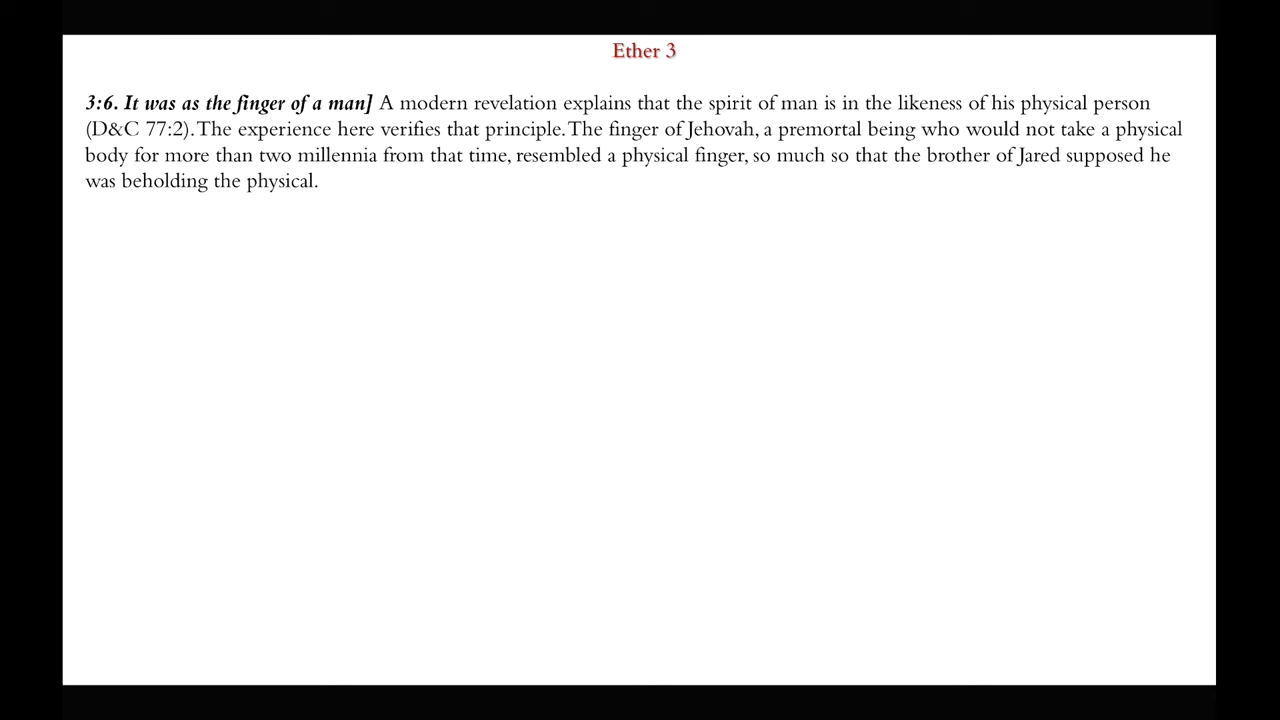 Ether 3
3:6. It was as the finger of a man] A modern revelation explains that the spirit of man is in the likeness of his physical person
(D&C 77:2). The experience here verifies that principle. The finger of Jehovah, a premortal being who would not take a physical
body for more than two millennia from that time, resembled a physical finger, so much so that the brother of Jared supposed he
was beholding the physical.